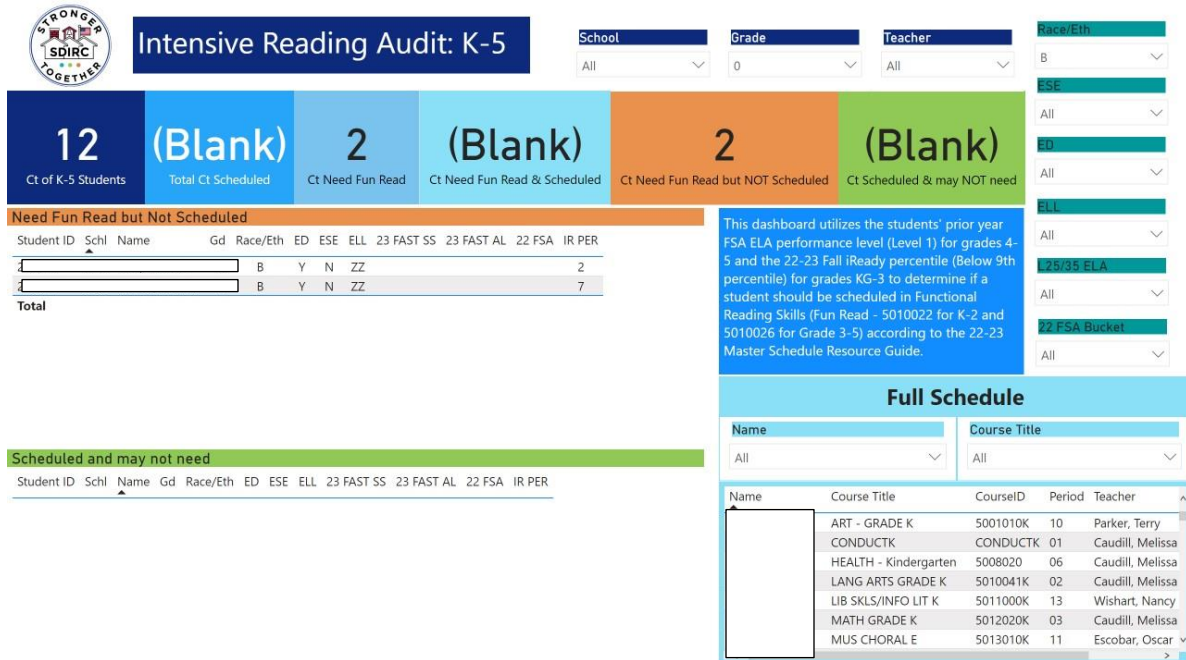 STRONGER
SDIRC
TOGETHER
Intensive Reading Audit: K-5
School
All
Grade
0
Teacher
All
Race/Eth
B
ESE
All
ED
All
ELL
All
L25/35 ELA
All
22 FSA Bucket
All
12
Ct of K-5 Students
(Blank)
Total Ct Scheduled
2
Ct Need Fun Read
(Blank)
Ct Need Fun Read & Scheduled
2
Ct Need Fun Read but NOT Scheduled
(Blank)
Ct Scheduled & may NOT need
Need Fun Read but Not Scheduled
Student ID Schl Name Gd Race/Eth ED ESE ELL 23 FAST SS 23 FAST AL 22 FSA IR PER
B Y N ZZ 2
B Y N ZZ 7
Total
This dashboard utilizes the students' prior year
FSA ELA performance level (Level 1) for grades 4-
5 and the 22-23 Fall iReady percentile (Below 9th
percentile) for grades KG-3 to determine if a
student should be scheduled in Functional
Reading Skills (Fun Read - 5010022 for K-2 and
5010026 for Grade 3-5) according to the 22-23
Master Schedule Resource Guide.
Scheduled and may not need
Student ID Schl Name Gd Race/Eth ED ESE ELL 23 FAST SS 23 FAST AL 22 FSA IR PER
Full Schedule
Name
All
Course Title
All
Name Course Title CourseID Period Teacher
ART - GRADE K 5001010K 10 Parker, Terry
CONDUCTK CONDUCTK 01 Caudill, Melissa
HEALTH - Kindergarten 5008020 06 Caudill, Melissa
LANG ARTS GRADE K 5010041K 02 Caudill, Melissa
LIB SKLS/INFO LIT K 5011000K 13 Wishart, Nancy
MATH GRADE K 5012020K 03 Caudill, Melissa
MUS CHORAL E 5013010K 11 Escobar, Oscar